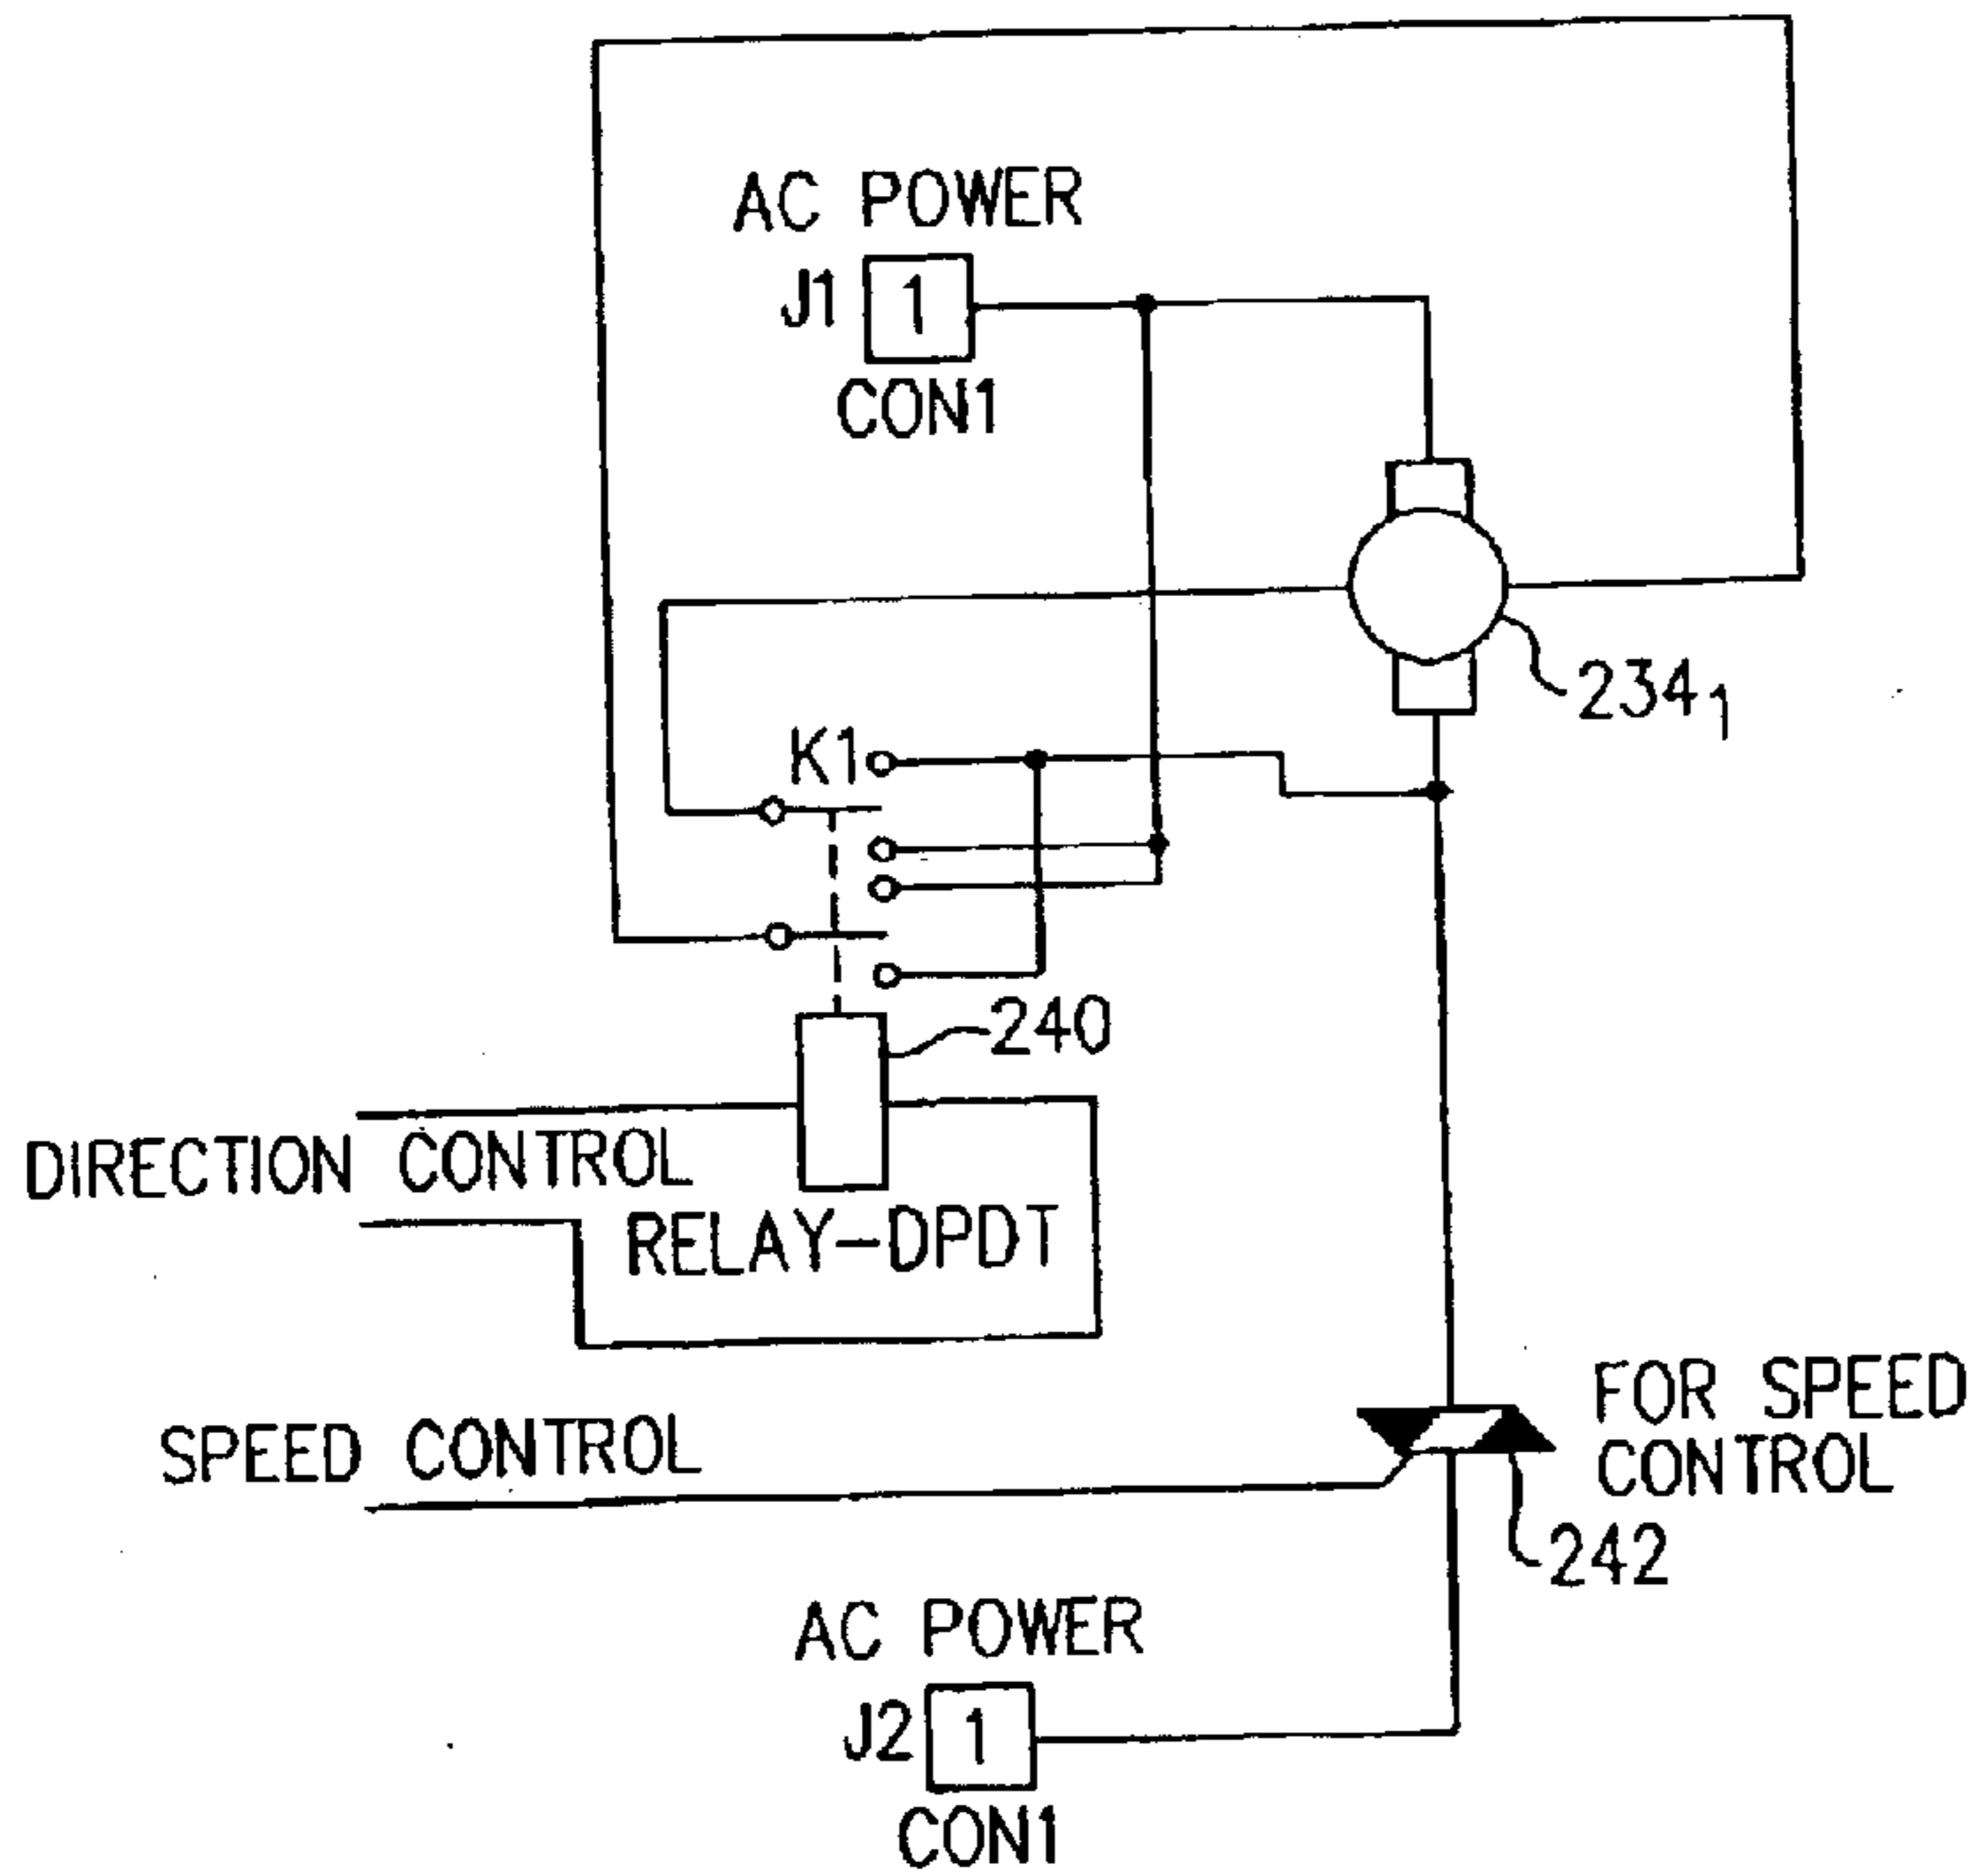 AC POWER
J1
1
CON1
234 1
K1
240
DIRECTION CONTROL
RELAY-DPDT
SPEED CONTROL
FOR SPEED
CONTROL
242
AC POWER
J2
1
CON1